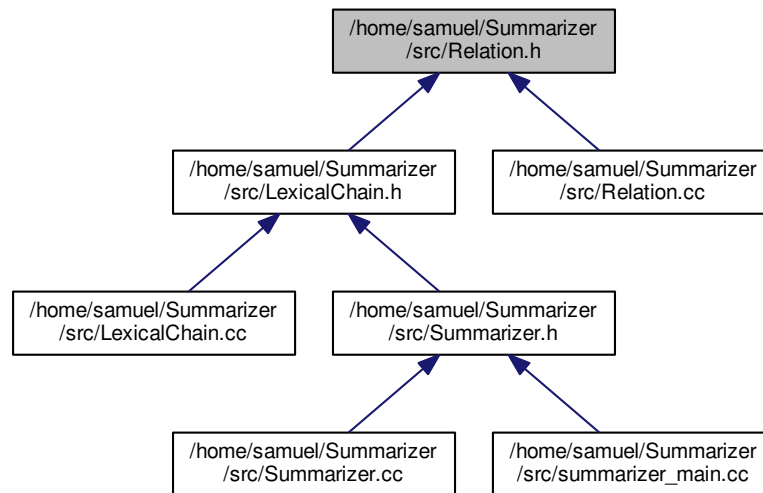 /home/samuel/Summarizer
/src/Relation.h
/home/samuel/Summarizer
/src/LexicalChain.h
/home/samuel/Summarizer
/src/Relation.cc
/home/samuel/Summarizer
/src/LexicalChain.cc
/home/samuel/Summarizer
/src/Summarizer.h
/home/samuel/Summarizer
/src/Summarizer.cc
/home/samuel/Summarizer
/src/summarizer_main.cc